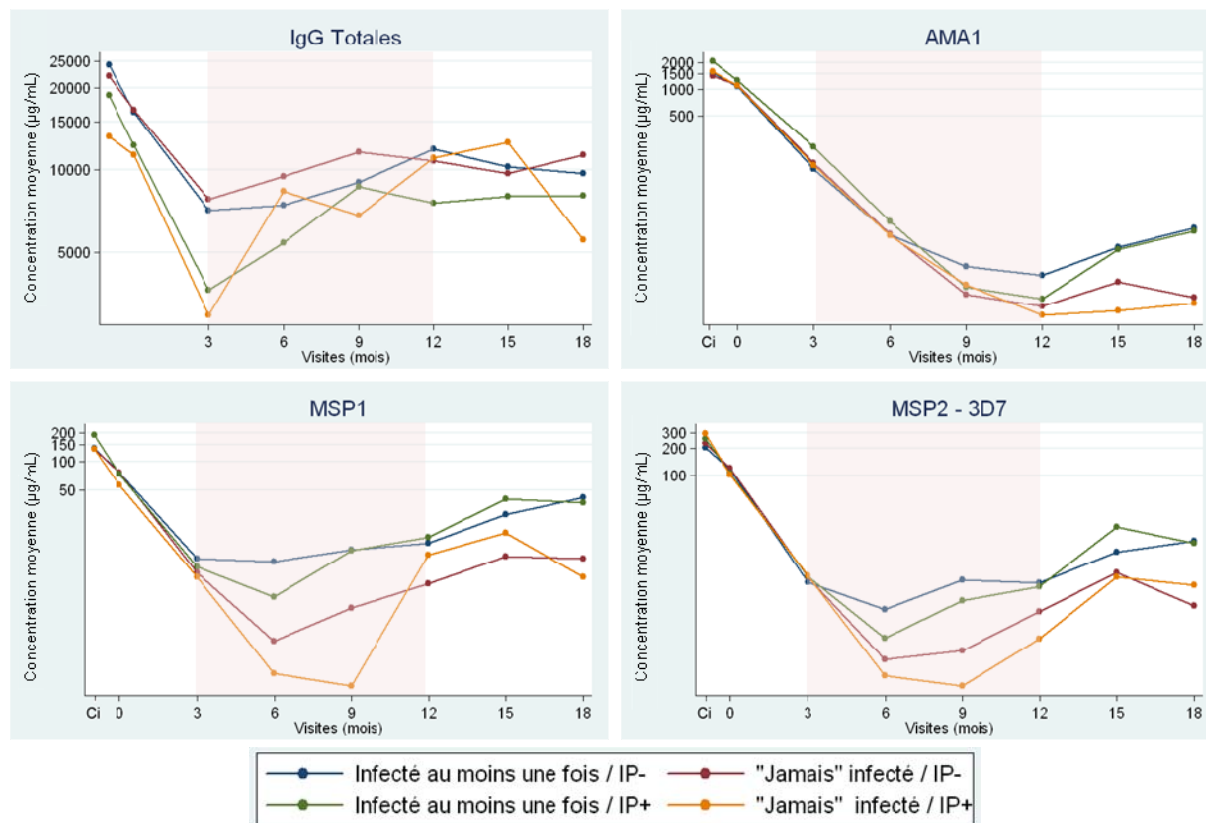 IgG Totales
Concentration moyenne (µg/mL)
25000
20000
15000
10000
5000
3 6 9 12 15 18
Visites (mois)
AMA1
Concentration moyenne (µg/mL)
2000
1500
1000
500
Ci 0 3 6 9 12 15 18
Visites (mois)
MSP1
Concentration moyenne (µg/mL)
200
150
100
50
Ci 0 3 6 9 12 15 18
Visites (mois)
MSP2 - 3D7
Concentration moyenne (µg/mL)
300
200
100
Ci 0 3 6 9 12 15 18
Visites (mois)
Infecté au moins une fois / IP- "Jamais" infecté / IP-
Infecté au moins une fois / IP+ "Jamais" infecté / IP+